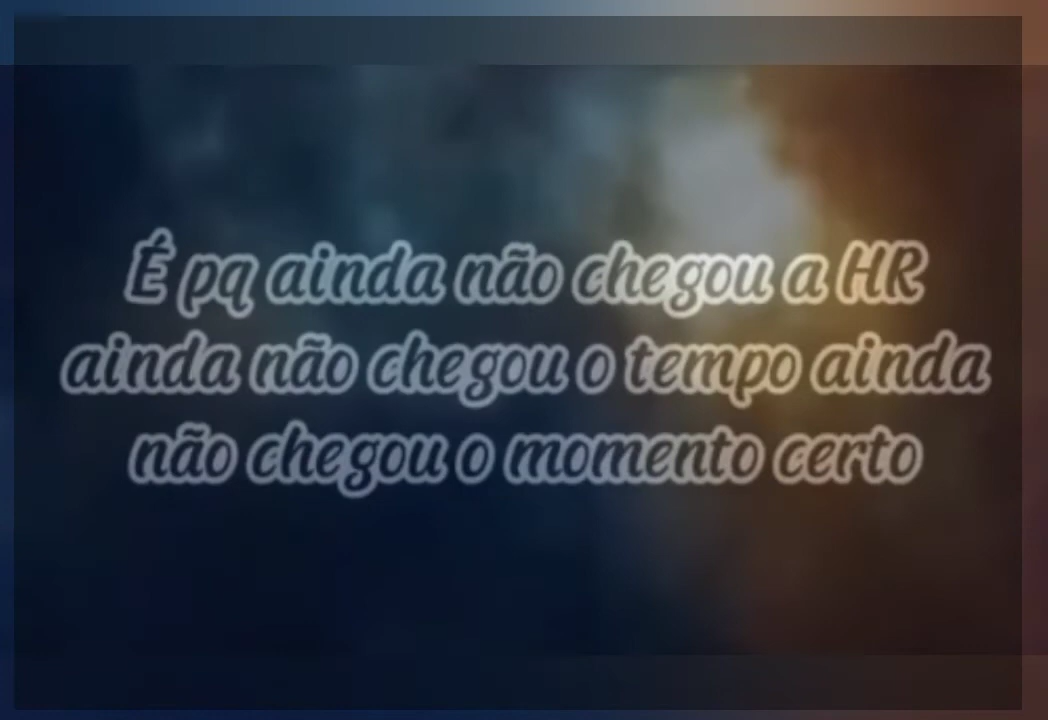 É pq ainda não chegou a HR
ainda não chegou o tempo ainda
não chegou o momento certo